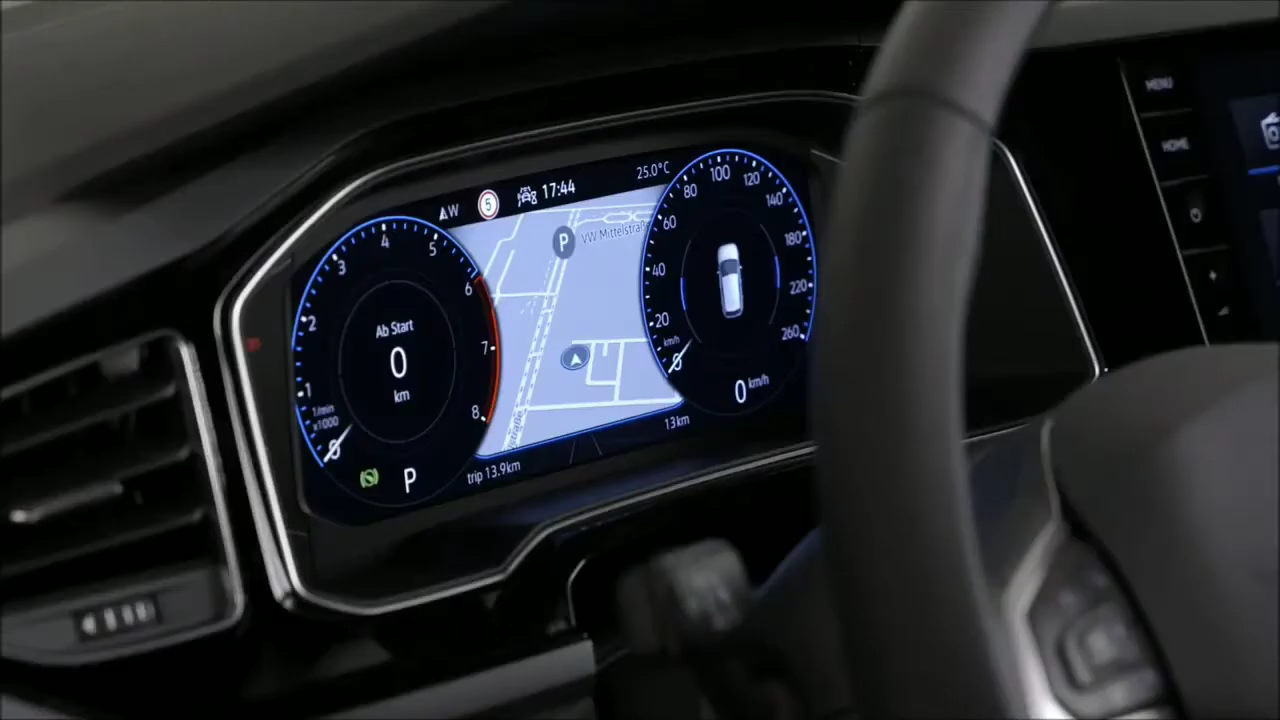 W
5
17:44
25.0°C
1
2
3
4
5
6
7
8
1/min
x1000
0
Ab Start
0
km
P
P
VW Mittelstraß
straße
trip 13.9km
13km
20
40
60
80
100
120
140
180
220
260
km/h
0
0 km/h
MENU
HOME